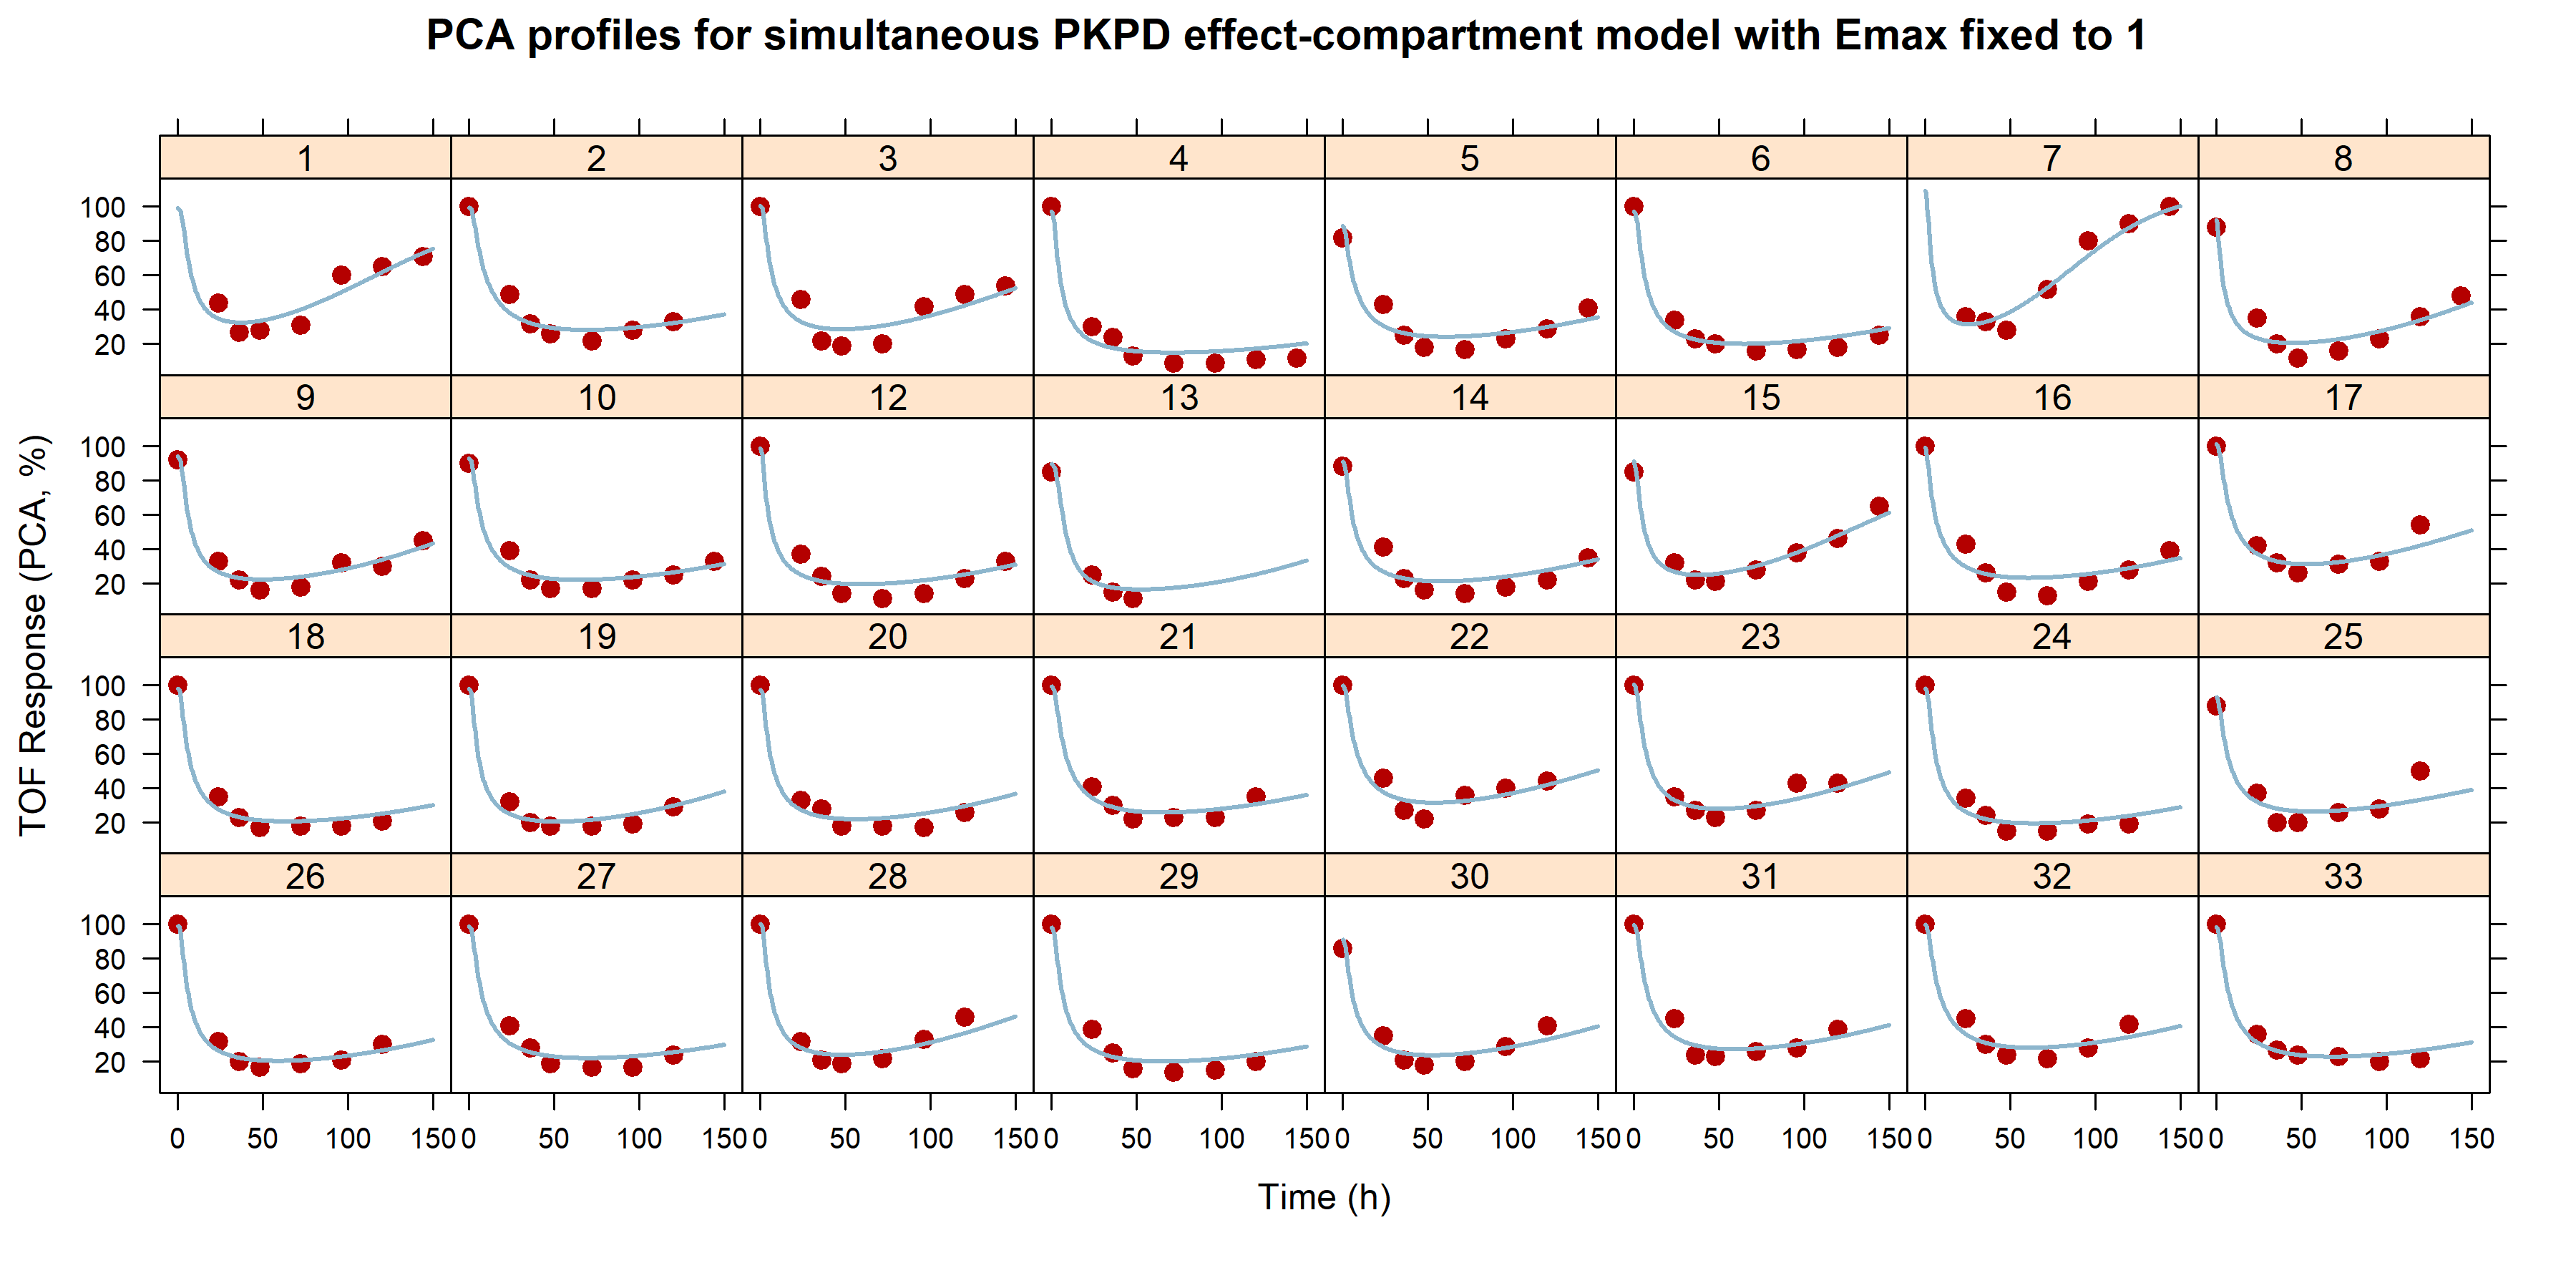 PCA profiles for simultaneous PKPD effect-compartment model with Emax fixed to 1
1 2 3 4 5 6 7 8
100
80
60
40
20
9 10 12 13 14 15 16 17
100
80
60
40
20
18 19 20 21 22 23 24 25
100
80
60
40
20
26 27 28 29 30 31 32 33
100
80
60
40
20
TOF Response (PCA, %)
0 50 100 150 0 50 100 150 0 50 100 150 0 50 100 150 0 50 100 150 0 50 100 150 0 50 100 150 0 50 100 150
Time (h)